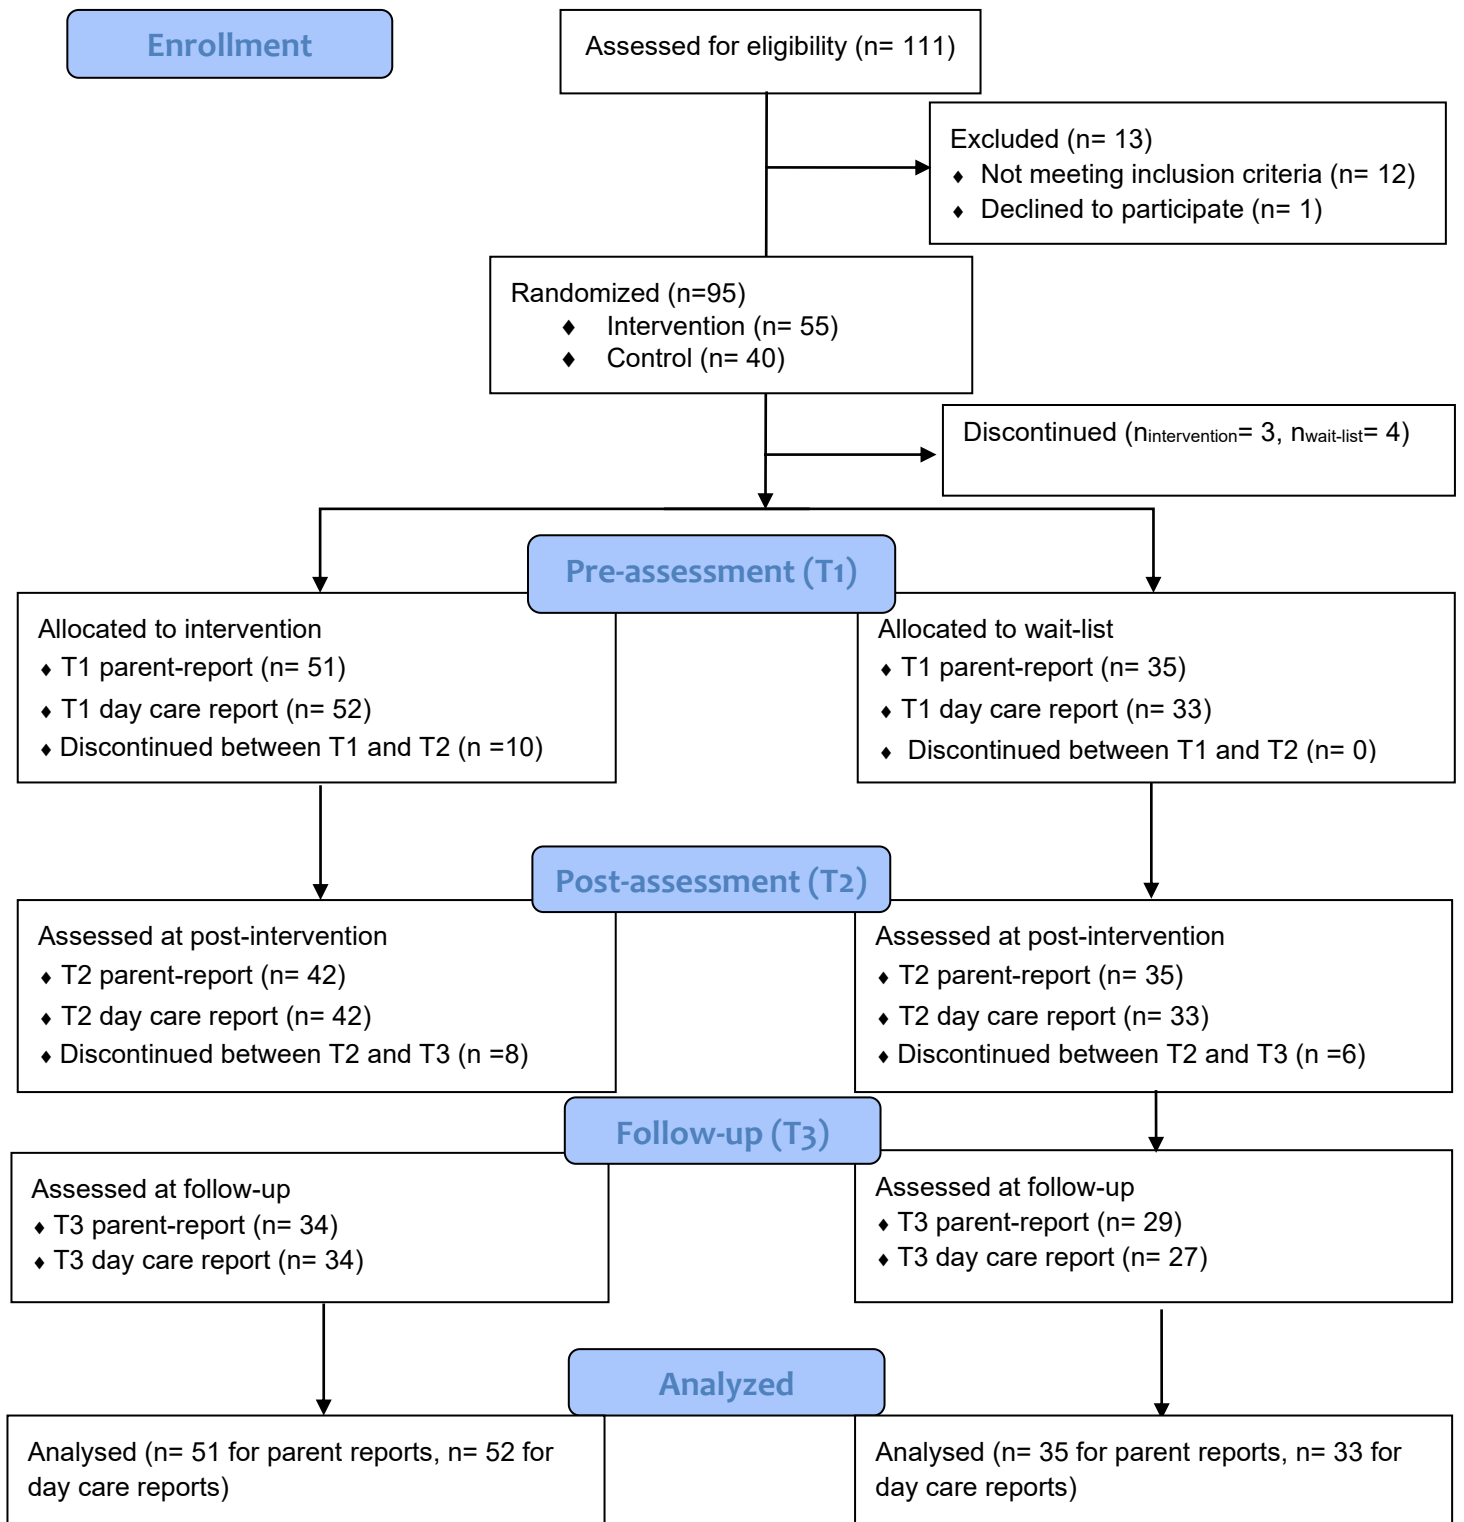 Enrollment
Assessed for eligibility (n= 111)
Excluded (n= 13)
♦ Not meeting inclusion criteria (n= 12)
♦ Declined to participate (n= 1)
Randomized (n=95)
♦ Intervention (n= 55)
♦ Control (n= 40)
Discontinued (nintervention= 3, nwait-list= 4)
Pre-assessment (T1)
Allocated to intervention
♦ T1 parent-report (n= 51)
♦ T1 day care report (n= 52)
♦ Discontinued between T1 and T2 (n =10)
Allocated to wait-list
♦ T1 parent-report (n= 35)
♦ T1 day care report (n= 33)
♦ Discontinued between T1 and T2 (n= 0)
Post-assessment (T2)
Assessed at post-intervention
♦ T2 parent-report (n= 42)
♦ T2 day care report (n= 42)
♦ Discontinued between T2 and T3 (n =8)
Assessed at post-intervention
♦ T2 parent-report (n= 35)
♦ T2 day care report (n= 33)
♦ Discontinued between T2 and T3 (n =6)
Follow-up (T3)
Assessed at follow-up
♦ T3 parent-report (n= 34)
♦ T3 day care report (n= 34)
Assessed at follow-up
♦ T3 parent-report (n= 29)
♦ T3 day care report (n= 27)
Analyzed
Analysed (n= 51 for parent reports, n= 52 for
day care reports)
Analysed (n= 35 for parent reports, n= 33 for
day care reports)